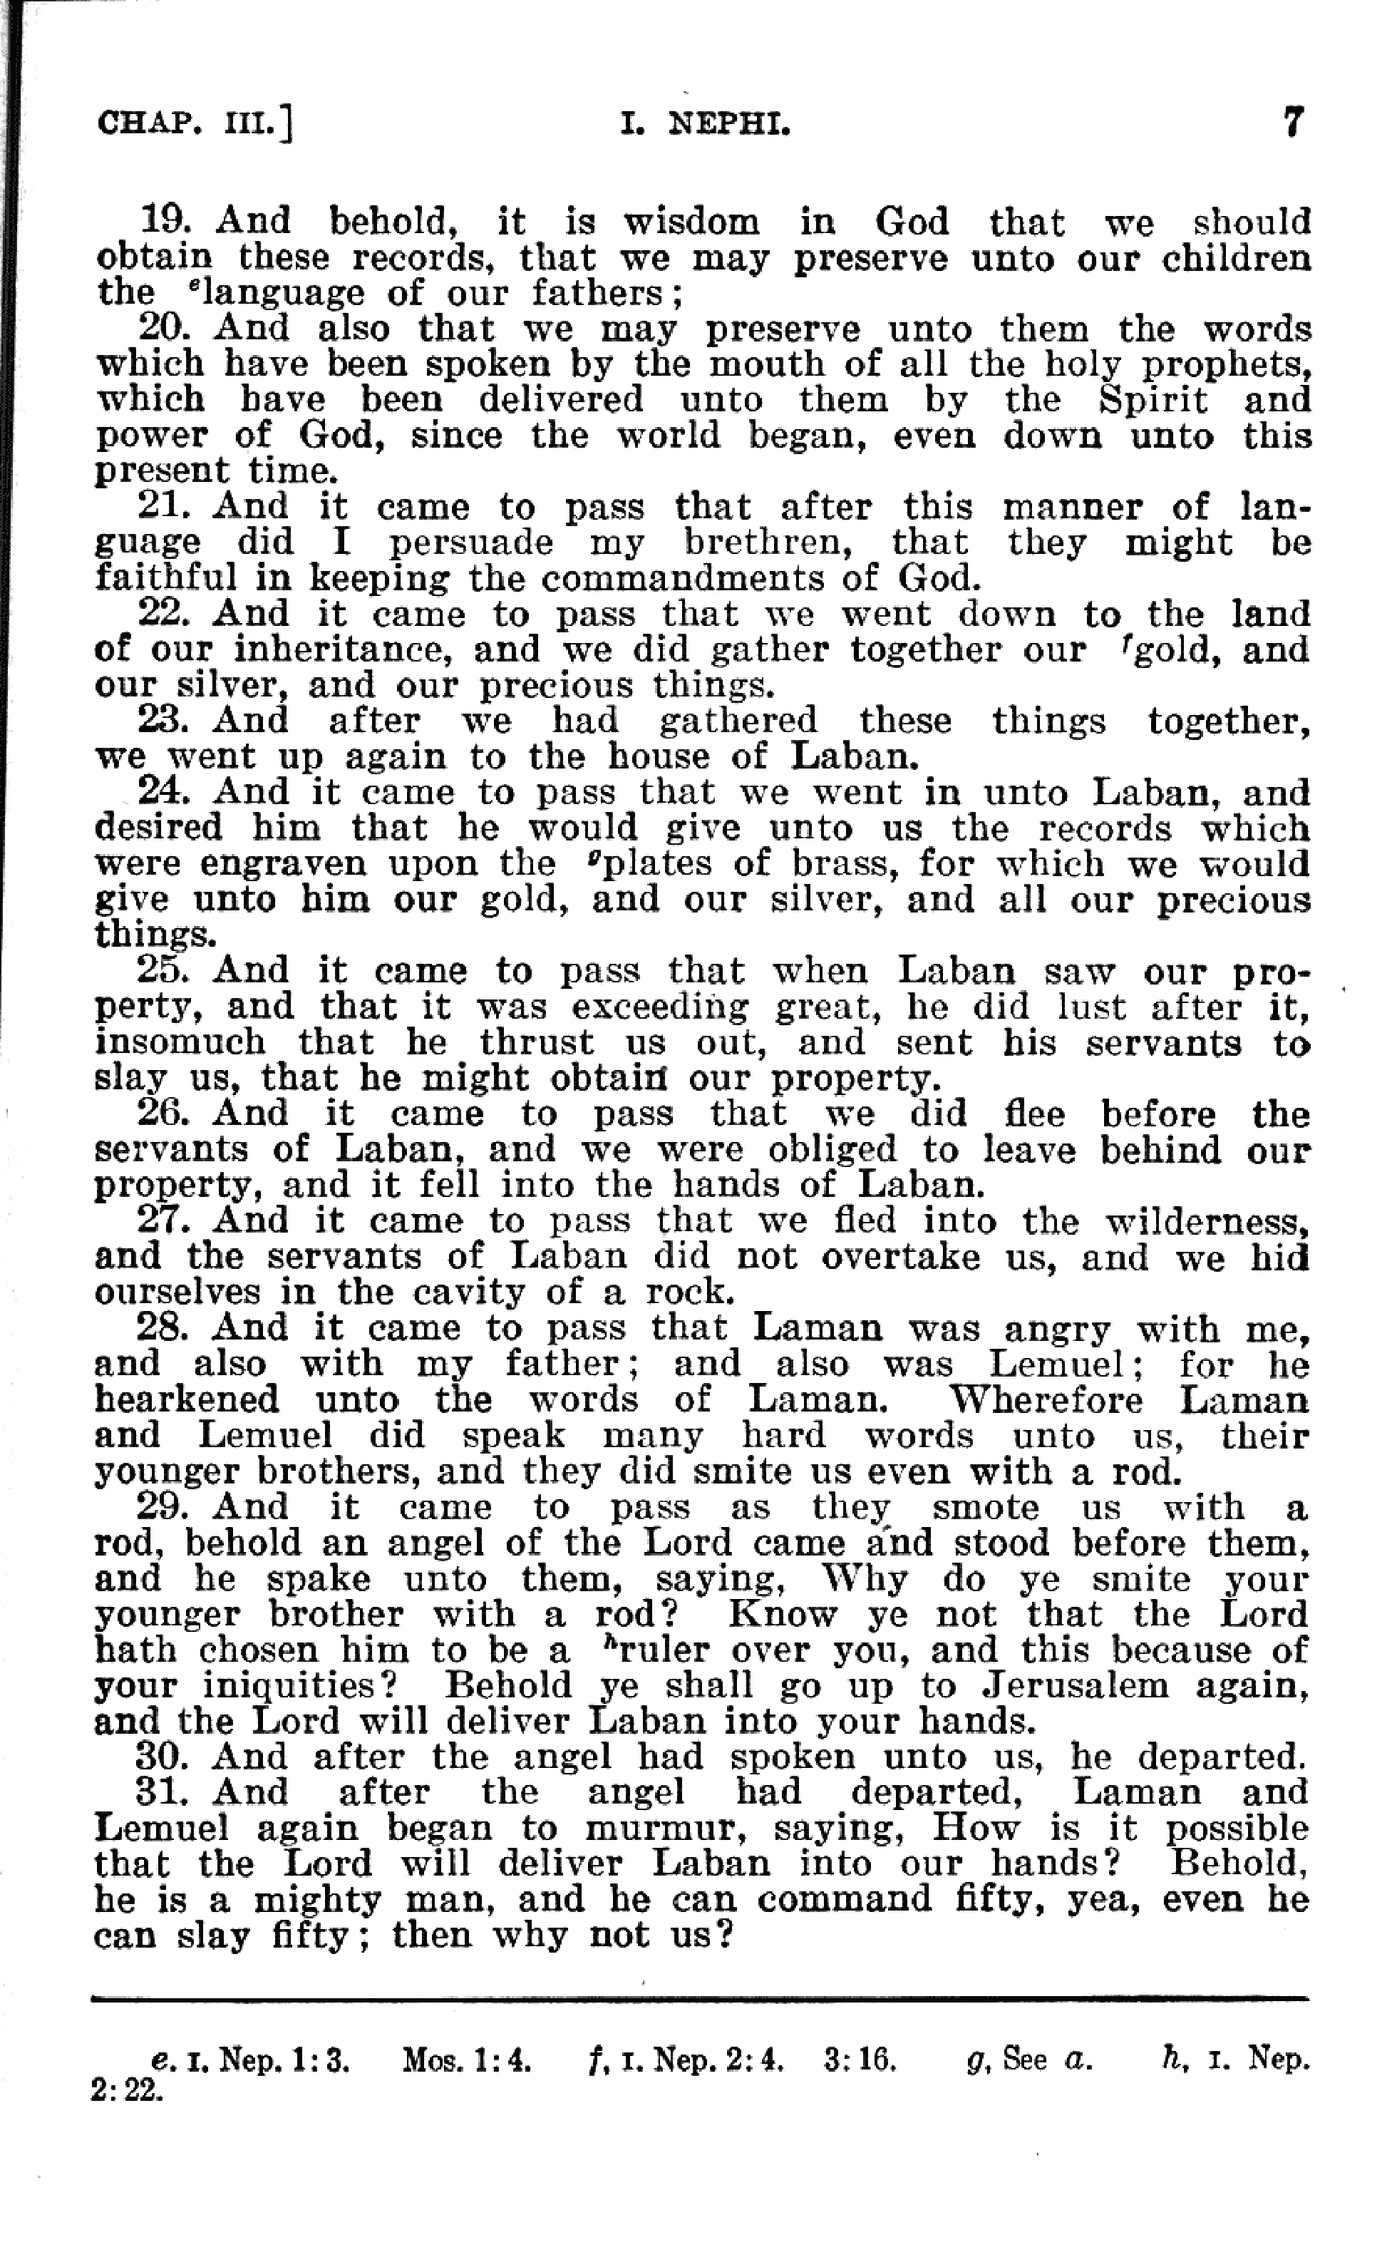 CHAP. III.] I. NEPHI. 7
19. And behold, it is wisdom in God that we should
obtain these records, that we may preserve unto our children
the ᵉlanguage of our fathers;
20. And also that we may preserve unto them the words
which have been spoken by the mouth of all the holy prophets,
which have been delivered unto them by the Spirit and
power of God, since the world began, even down unto this
present time.
21. And it came to pass that after this manner of lan-
guage did I persuade my brethren, that they might be
faithful in keeping the commandments of God.
22. And it came to pass that we went down to the land
of our inheritance, and we did gather together our ᶠgold, and
our silver, and our precious things.
23. And after we had gathered these things together,
we went up again to the house of Laban.
24. And it came to pass that we went in unto Laban, and
desired him that he would give unto us the records which
were engraven upon the ᵍplates of brass, for which we would
give unto him our gold, and our silver, and all our precious
things.
25. And it came to pass that when Laban saw our pro-
perty, and that it was exceeding great, he did lust after it,
insomuch that he thrust us out, and sent his servants to
slay us, that he might obtain our property.
26. And it came to pass that we did flee before the
servants of Laban, and we were obliged to leave behind our
property, and it fell into the hands of Laban.
27. And it came to pass that we fled into the wilderness,
and the servants of Laban did not overtake us, and we hid
ourselves in the cavity of a rock.
28. And it came to pass that Laman was angry with me,
and also with my father; and also was Lemuel; for he
hearkened unto the words of Laman. Wherefore Laman
and Lemuel did speak many hard words unto us, their
younger brothers, and they did smite us even with a rod.
29. And it came to pass as they smote us with a
rod, behold an angel of the Lord came and stood before them,
and he spake unto them, saying, Why do ye smite your
younger brother with a rod? Know ye not that the Lord
hath chosen him to be a ʰruler over you, and this because of
your iniquities? Behold ye shall go up to Jerusalem again,
and the Lord will deliver Laban into your hands.
30. And after the angel had spoken unto us, he departed.
31. And after the angel had departed, Laman and
Lemuel again began to murmur, saying, How is it possible
that the Lord will deliver Laban into our hands? Behold,
he is a mighty man, and he can command fifty, yea, even he
can slay fifty; then why not us?
e. I. Nep. 1:3. Mos. 1:4. f, I. Nep. 2:4. 3:16. g, See a. h, I. Nep.
2:22.